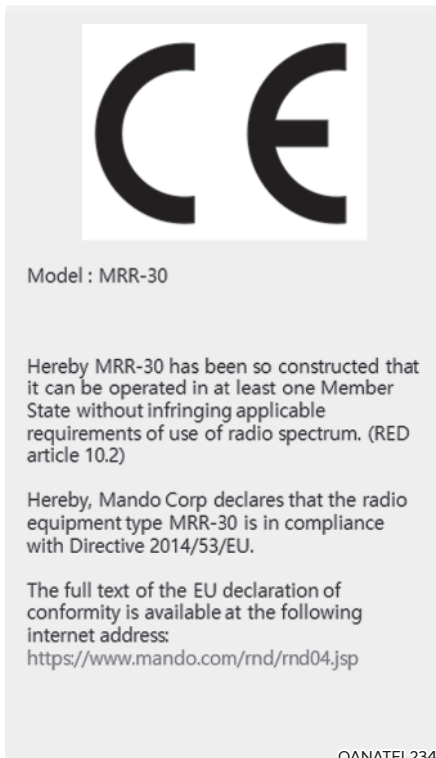 CE
Model : MRR-30
Hereby MRR-30 has been so constructed that
it can be operated in at least one Member
State without infringing applicable
requirements of use of radio spectrum. (RED
article 10.2)
Hereby, Mando Corp declares that the radio
equipment type MRR-30 is in compliance
with Directive 2014/53/EU.
The full text of the EU declaration of
conformity is available at the following
internet address:
https://www.mando.com/rnd/rnd04.jsp